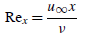 Re_x = u_∞ x / ν